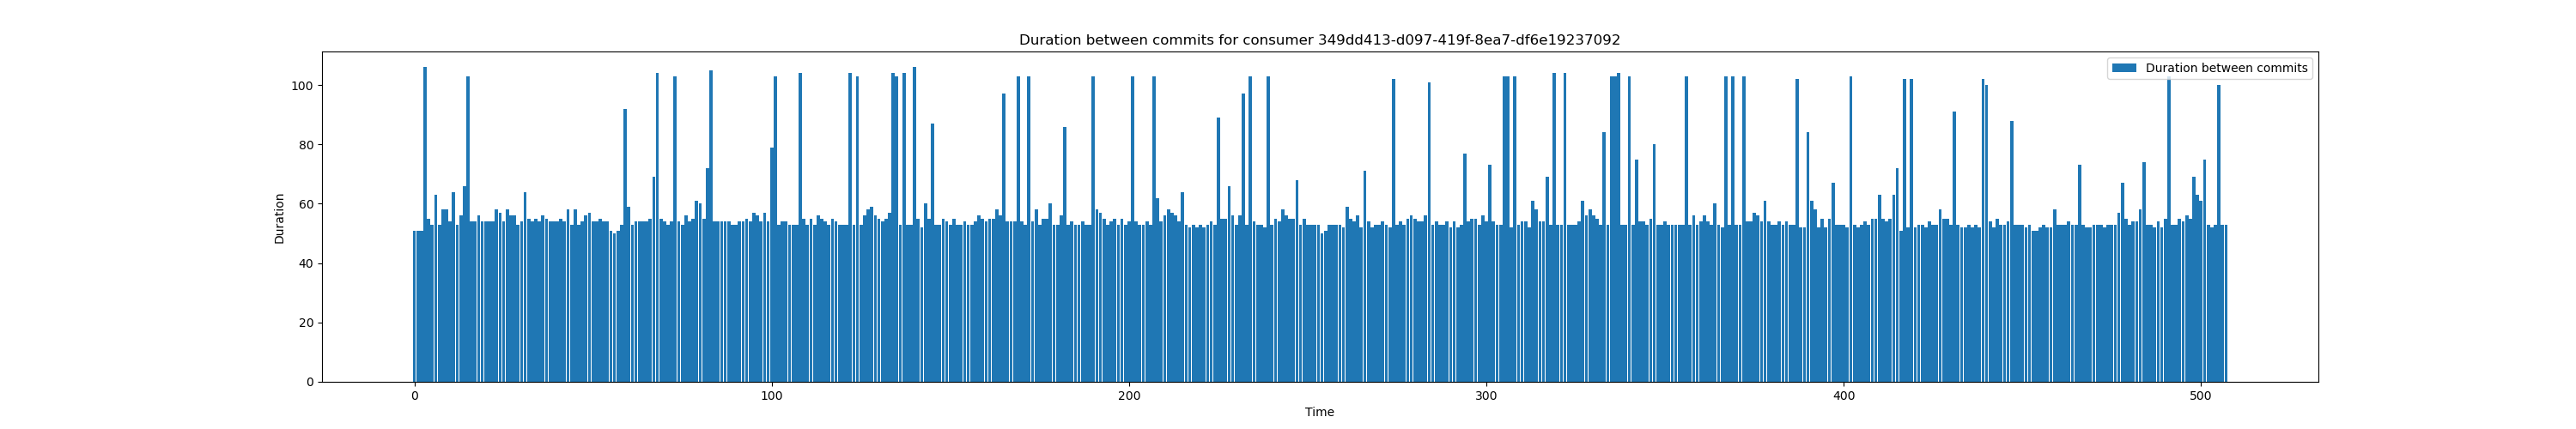 Duration between commits for consumer 349dd413-d097-419f-8ea7-df6e19237092
Duration between commits
100
80
60
40
20
0
Duration
0 100 200 300 400 500
Time